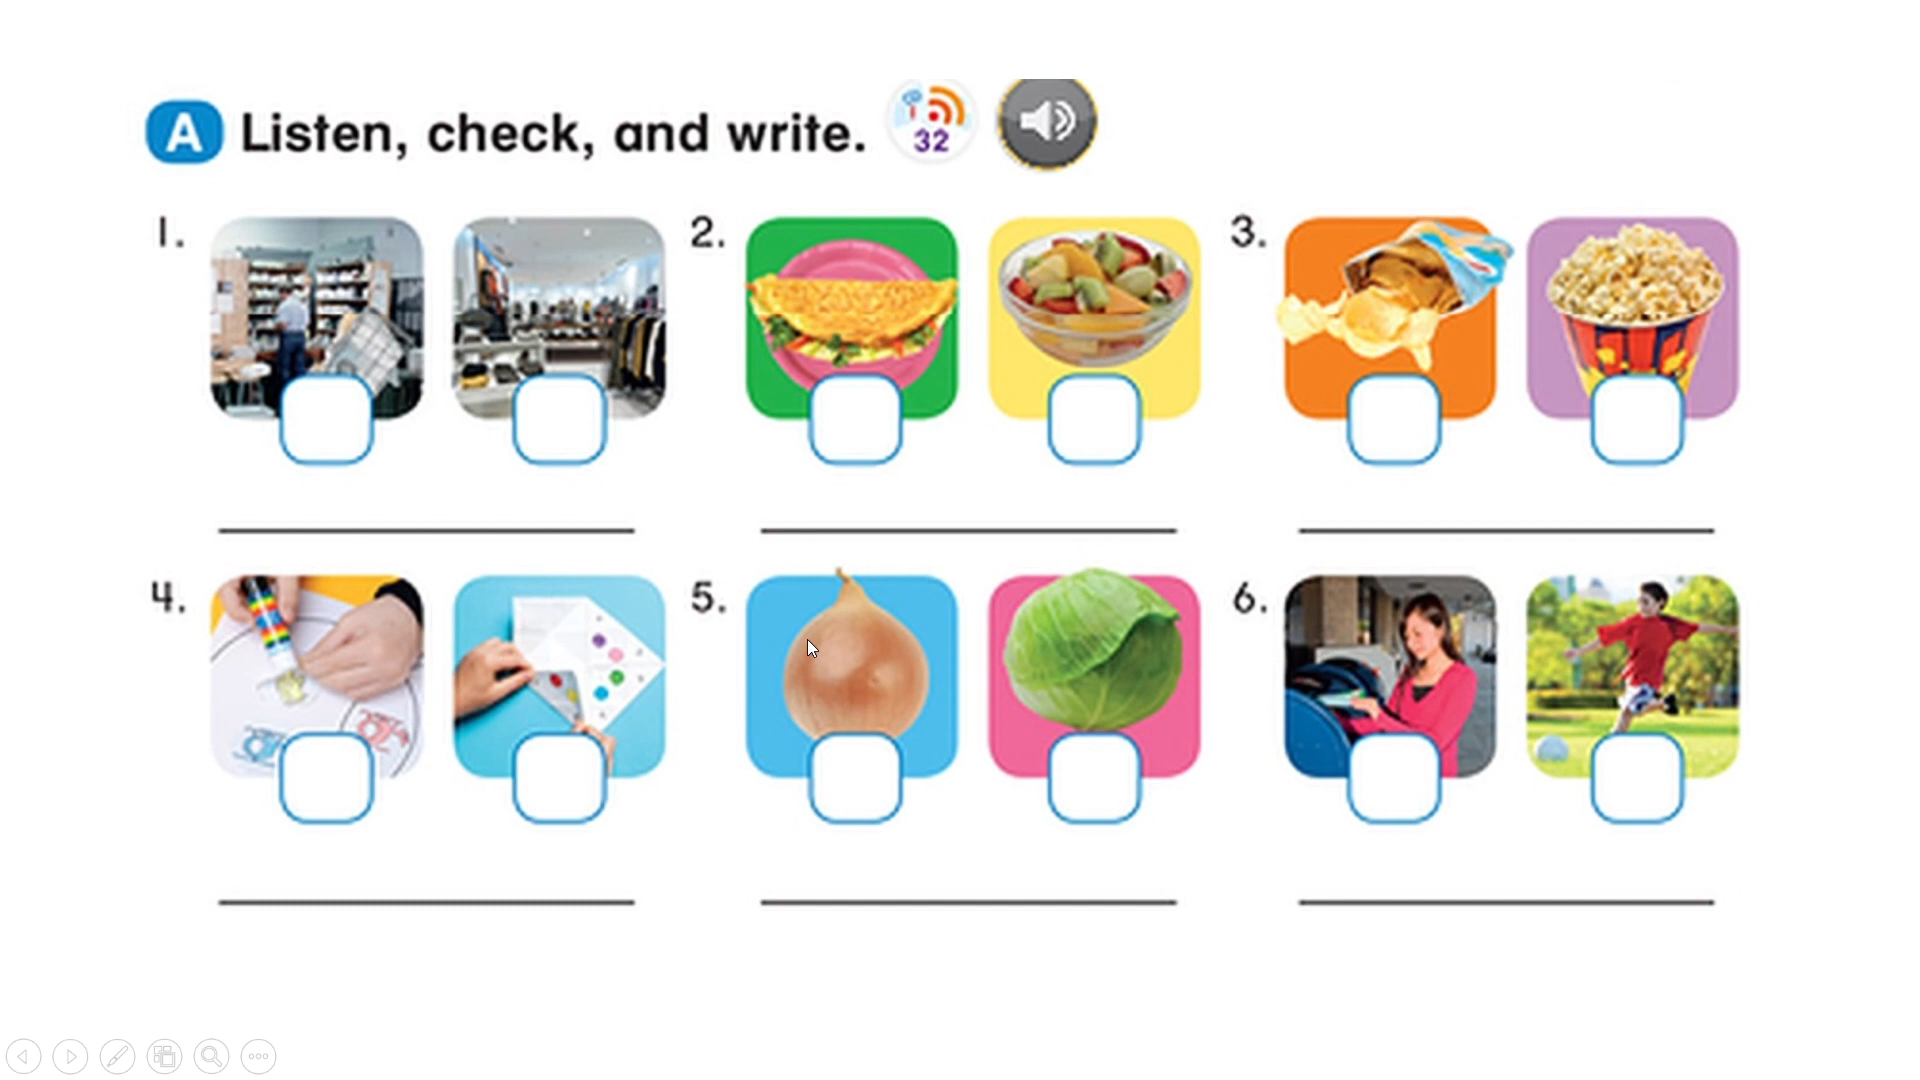 A Listen, check, and write. 32
1. 2. 3.
4. 5. 6.